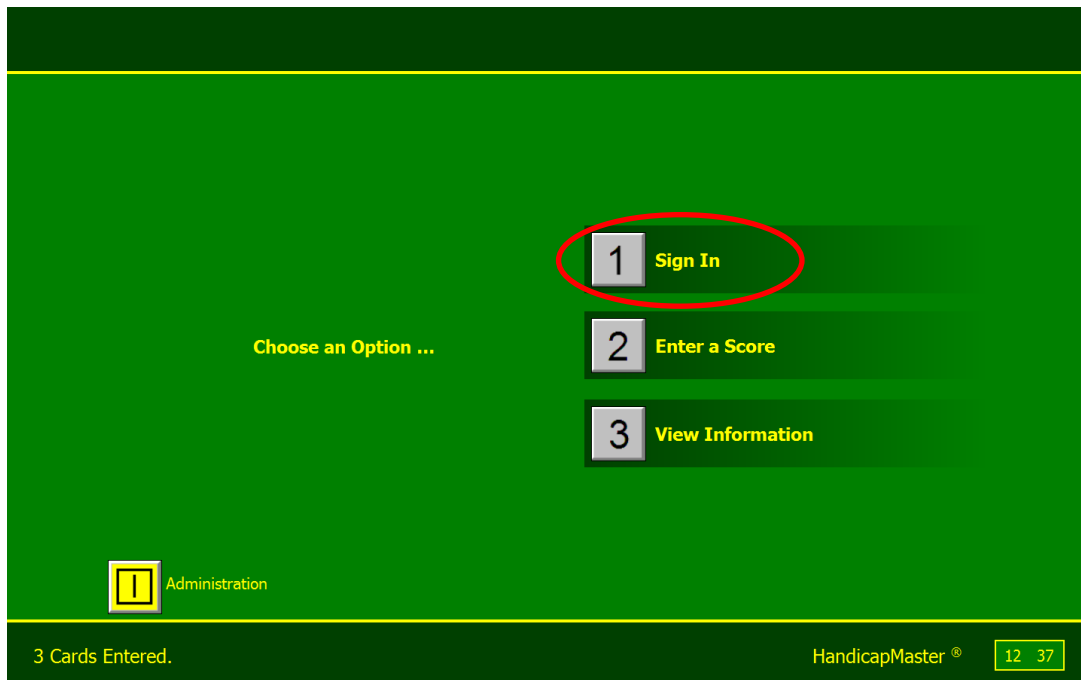 1 Sign In
Choose an Option ...
2 Enter a Score
3 View Information
Administration
3 Cards Entered.
HandicapMaster ®
12 37